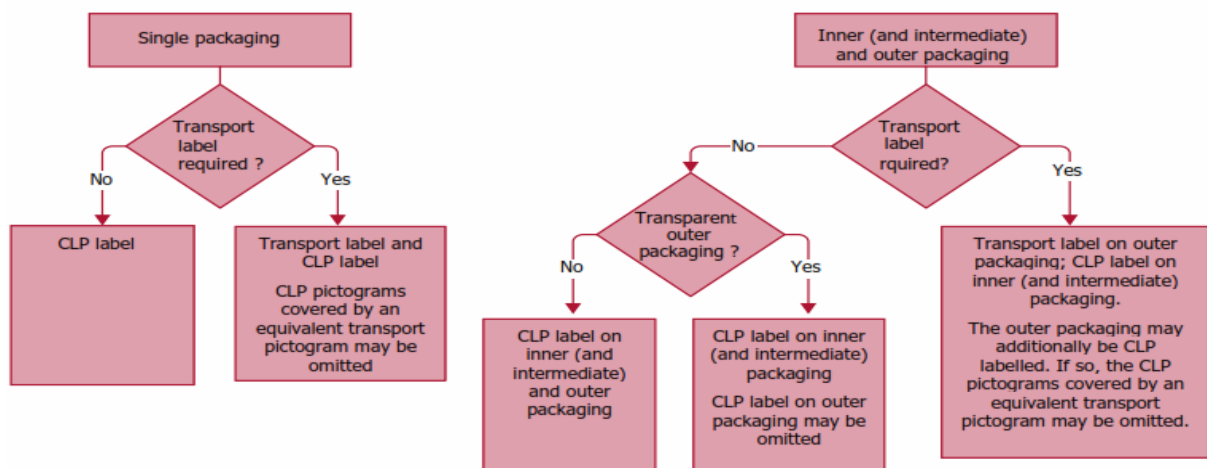 Single packaging
Transport
label
required ?
No
Yes
CLP label
Transport label and
CLP label
CLP pictograms
covered by an
equivalent transport
pictogram may be
omitted
Inner (and intermediate)
and outer packaging
Transport
label
rquired?
No
Yes
Transparent
outer
packaging ?
No
Yes
CLP label on
inner (and
intermediate)
and outer
packaging
CLP label on inner
(and intermediate)
packaging
CLP label on outer
packaging may be
omitted
Transport label on outer
packaging; CLP label on
inner (and intermediate)
packaging.
The outer packaging may
additionally be CLP
labelled. If so, the CLP
pictograms covered by an
equivalent transport
pictogram may be omitted.